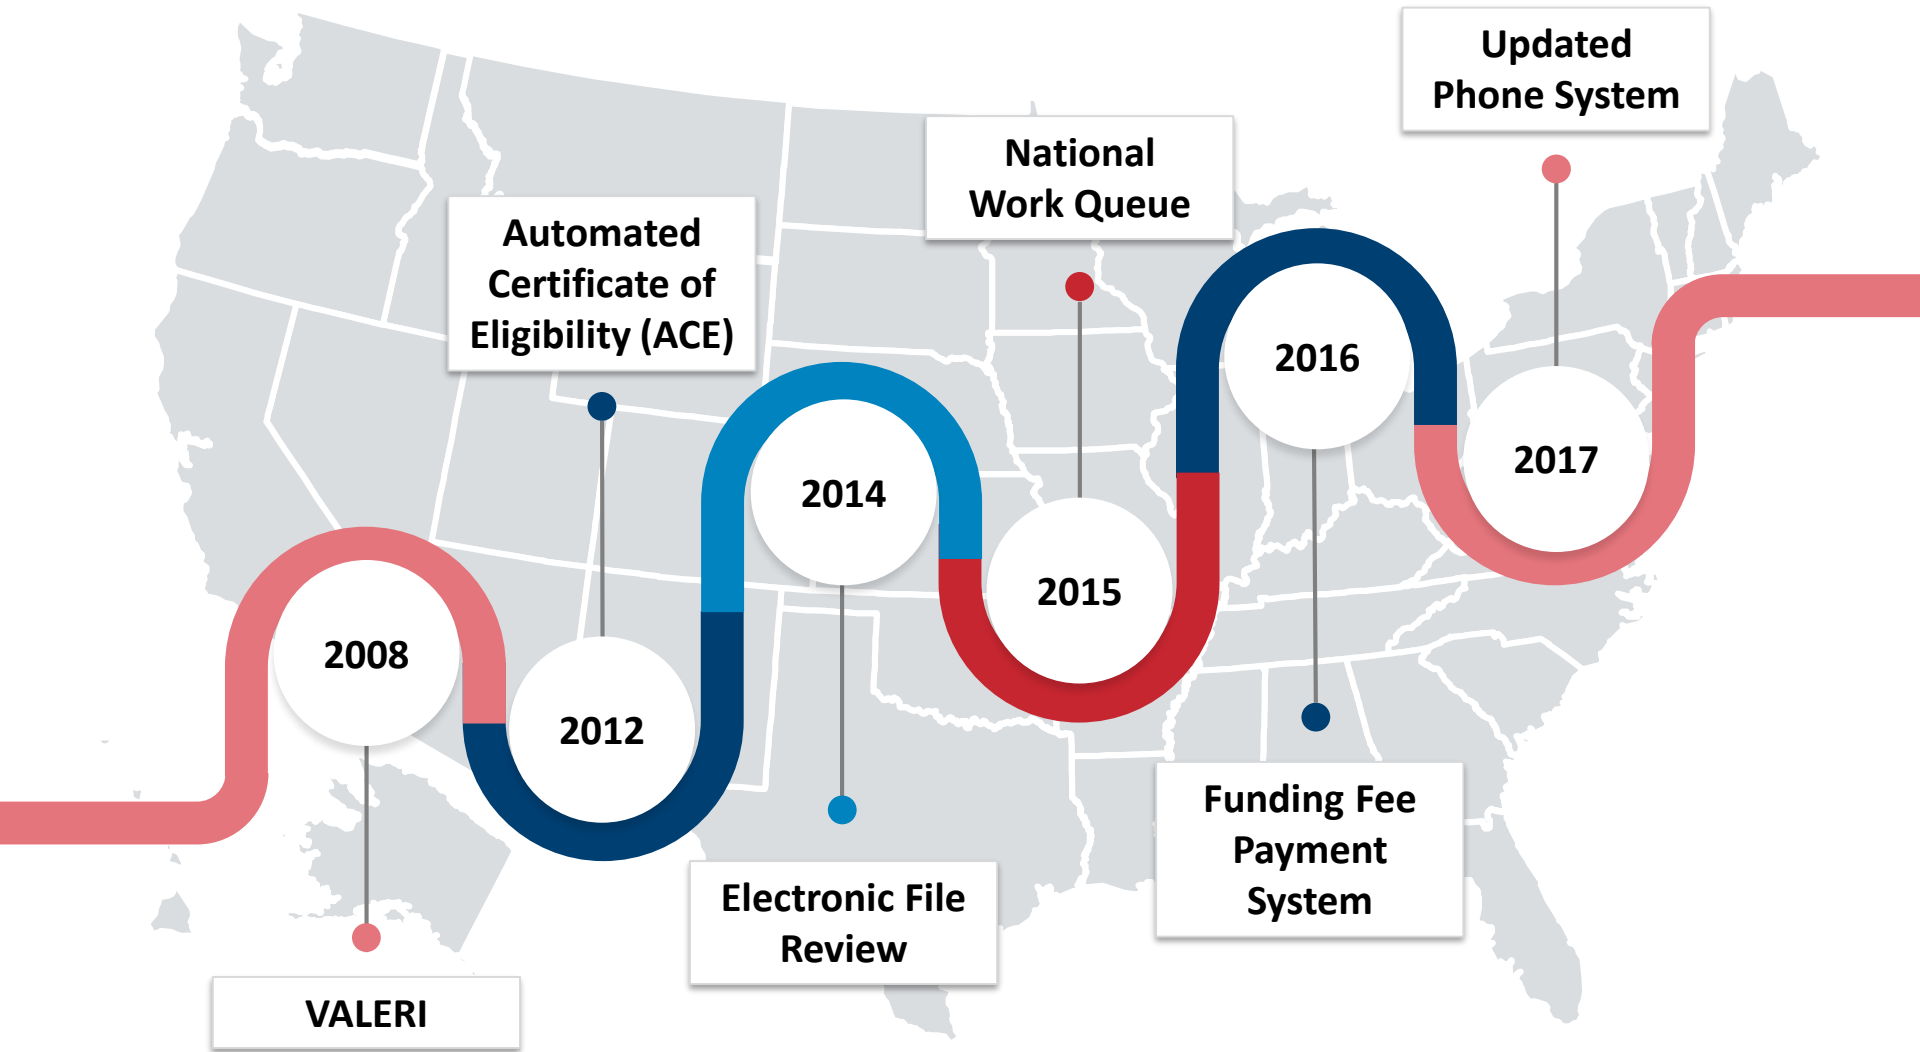 2008
VALERI
2012
Automated
Certificate of
Eligibility (ACE)
2014
Electronic File
Review
2015
National
Work Queue
2016
Funding Fee
Payment
System
2017
Updated
Phone System